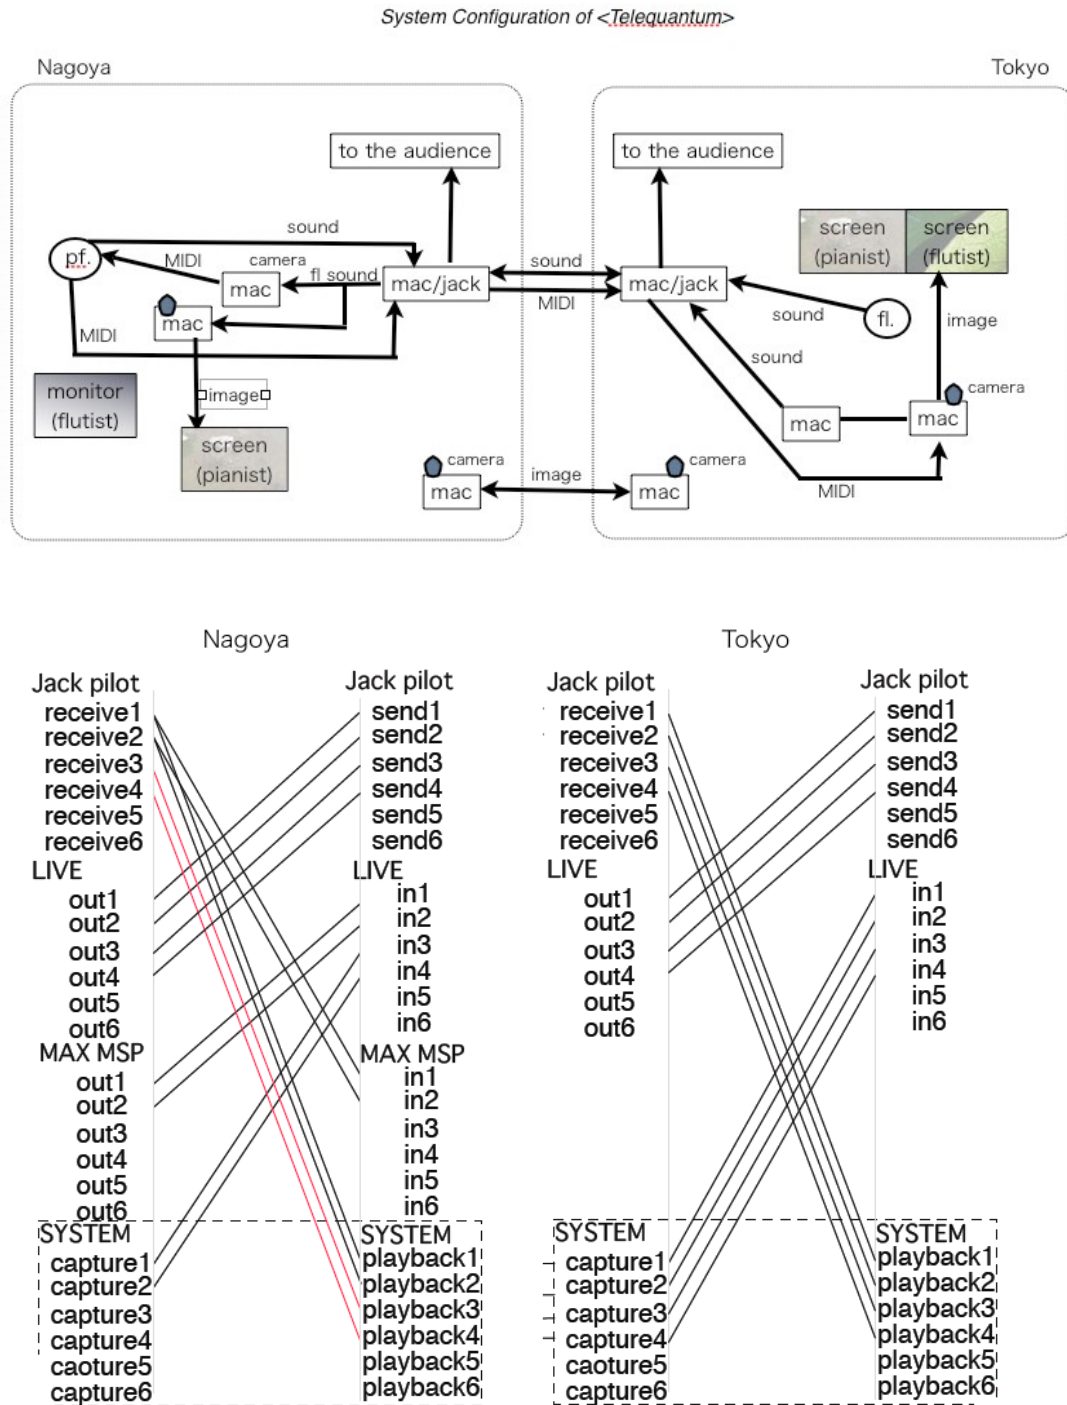 System Configuration of <Telequantum>
Nagoya
Tokyo
to the audience
to the audience
sound
screen
(pianist)
screen
(flutist)
pf.
MIDI
camera
fl sound
mac
mac/jack
sound
MIDI
mac/jack
sound
fl.
image
mac
MIDI
sound
monitor
(flutist)
image
camera
mac
mac
screen
(pianist)
camera
mac
image
camera
mac
MIDI
Nagoya
Tokyo
Jack pilot
receive1
receive2
receive3
receive4
receive5
receive6
LIVE
out1
out2
out3
out4
out5
out6
MAX MSP
out1
out2
out3
out4
out5
out6
SYSTEM
capture1
capture2
capture3
capture4
caoture5
capture6
Jack pilot
send1
send2
send3
send4
send5
send6
LIVE
in1
in2
in3
in4
in5
in6
MAX MSP
in1
in2
in3
in4
in5
in6
SYSTEM
playback1
playback2
playback3
playback4
playback5
playback6
Jack pilot
receive1
receive2
receive3
receive4
receive5
receive6
LIVE
out1
out2
out3
out4
out5
out6
SYSTEM
capture1
capture2
capture3
capture4
caoture5
capture6
Jack pilot
send1
send2
send3
send4
send5
send6
LIVE
in1
in2
in3
in4
in5
in6
SYSTEM
playback1
playback2
playback3
playback4
playback5
playback6